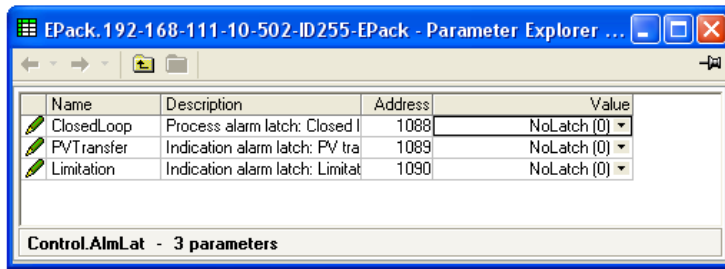 EPack.192-168-111-10-502-ID255-EPack - Parameter Explorer ...
Name Description Address Value
ClosedLoop Process alarm latch: Closed l 1088 NoLatch (0)
PVTransfer Indication alarm latch: PV tra 1089 NoLatch (0)
Limitation Indication alarm latch: Limitat 1090 NoLatch (0)
Control.AlmLat - 3 parameters